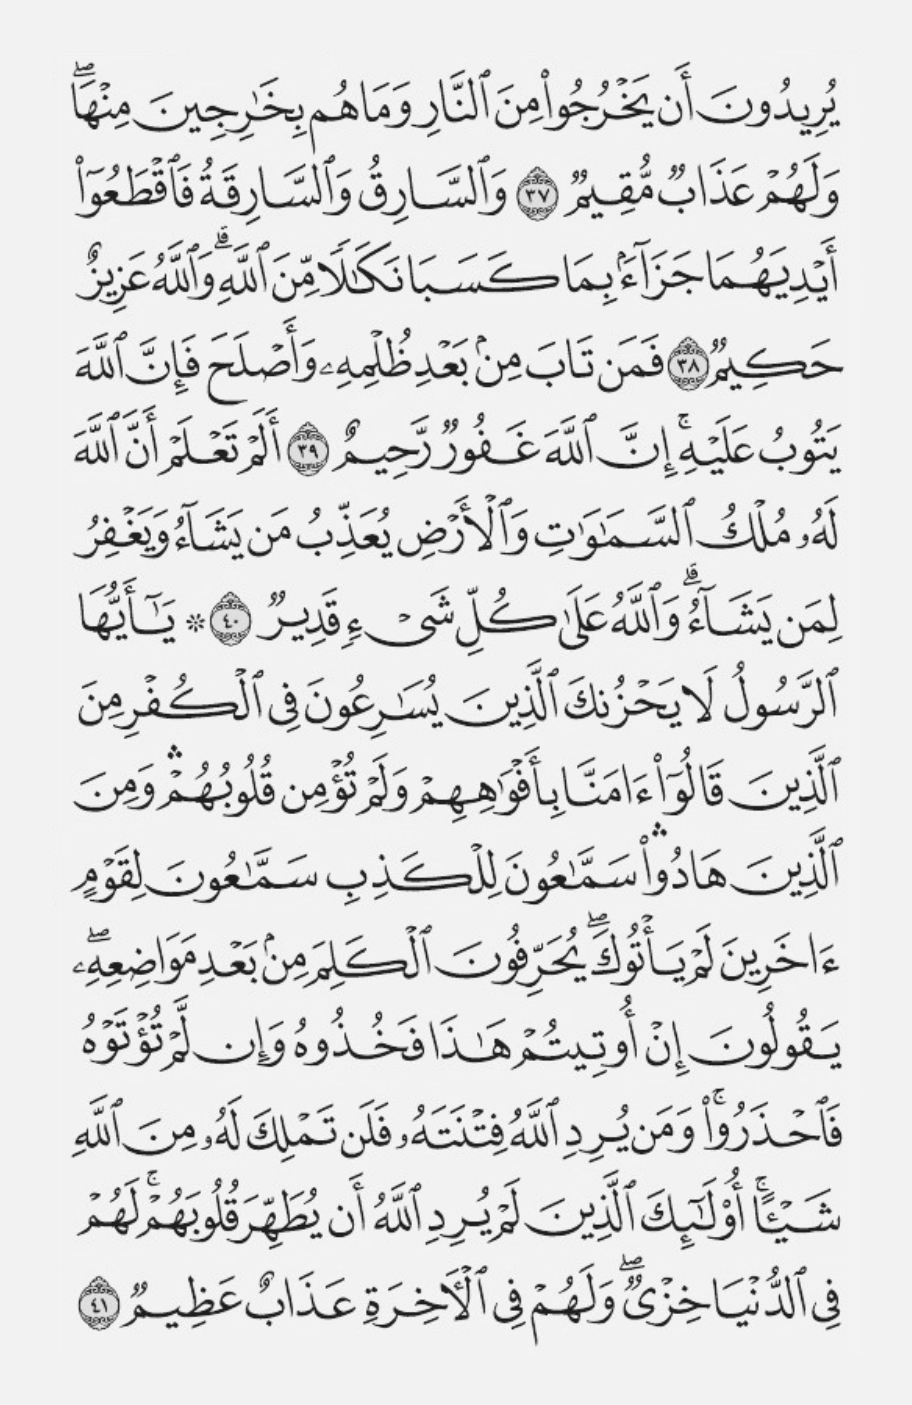 يُرِيدُونَ أَن يَخْرُجُوا۟ مِنَ ٱلنَّارِ وَمَا هُم بِخَـٰرِجِينَ مِنْهَا ۖ
وَلَهُمْ عَذَابٌ مُّقِيمٌ ٣٧ وَٱلسَّارِقُ وَٱلسَّارِقَةُ فَٱقْطَعُوٓا۟
أَيْدِيَهُمَا جَزَآءًۢ بِمَا كَسَبَا نَكَـٰلًا مِّنَ ٱللَّهِ ۗ وَٱللَّهُ عَزِيزٌ
حَكِيمٌ ٣٨ فَمَن تَابَ مِنۢ بَعْدِ ظُلْمِهِۦ وَأَصْلَحَ فَإِنَّ ٱللَّهَ
يَتُوبُ عَلَيْهِ ۚ إِنَّ ٱللَّهَ غَفُورٌ رَّحِيمٌ ٣٩ أَلَمْ تَعْلَمْ أَنَّ ٱللَّهَ
لَهُۥ مُلْكُ ٱلسَّمَـٰوَٰتِ وَٱلْأَرْضِ يُعَذِّبُ مَن يَشَآءُ وَيَغْفِرُ
لِمَن يَشَآءُ ۗ وَٱللَّهُ عَلَىٰ كُلِّ شَىْءٍ قَدِيرٌ ٤٠ ۞ يَـٰٓأَيُّهَا
ٱلرَّسُولُ لَا يَحْزُنكَ ٱلَّذِينَ يُسَـٰرِعُونَ فِى ٱلْكُفْرِ مِنَ
ٱلَّذِينَ قَالُوٓا۟ ءَامَنَّا بِأَفْوَٰهِهِمْ وَلَمْ تُؤْمِن قُلُوبُهُمْ ۛ وَمِنَ
ٱلَّذِينَ هَادُوا۟ ۛ سَمَّـٰعُونَ لِلْكَذِبِ سَمَّـٰعُونَ لِقَوْمٍ
ءَاخَرِينَ لَمْ يَأْتُوكَ ۖ يُحَرِّفُونَ ٱلْكَلِمَ مِنۢ بَعْدِ مَوَاضِعِهِۦ ۖ
يَقُولُونَ إِنْ أُوتِيتُمْ هَـٰذَا فَخُذُوهُ وَإِن لَّمْ تُؤْتَوْهُ
فَٱحْذَرُوا۟ ۚ وَمَن يُرِدِ ٱللَّهُ فِتْنَتَهُۥ فَلَن تَمْلِكَ لَهُۥ مِنَ ٱللَّهِ
شَيْـًٔا ۚ أُو۟لَـٰٓئِكَ ٱلَّذِينَ لَمْ يُرِدِ ٱللَّهُ أَن يُطَهِّرَ قُلُوبَهُمْ ۚ لَهُمْ
فِى ٱلدُّنْيَا خِزْىٌ ۖ وَلَهُمْ فِى ٱلْـَٔاخِرَةِ عَذَابٌ عَظِيمٌ ٤١